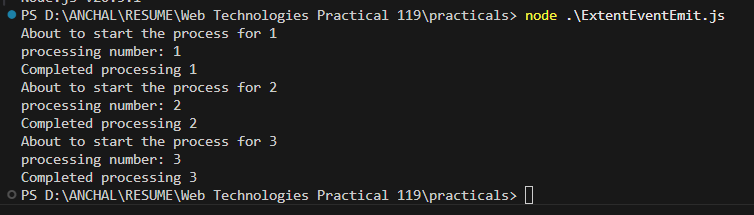 PS D:\ANCHAL\RESUME\Web Technologies Practical 119\practicals> node .\ExtentEventEmit.js
About to start the process for 1
processing number: 1
Completed processing 1
About to start the process for 2
processing number: 2
Completed processing 2
About to start the process for 3
processing number: 3
Completed processing 3
PS D:\ANCHAL\RESUME\Web Technologies Practical 119\practicals>